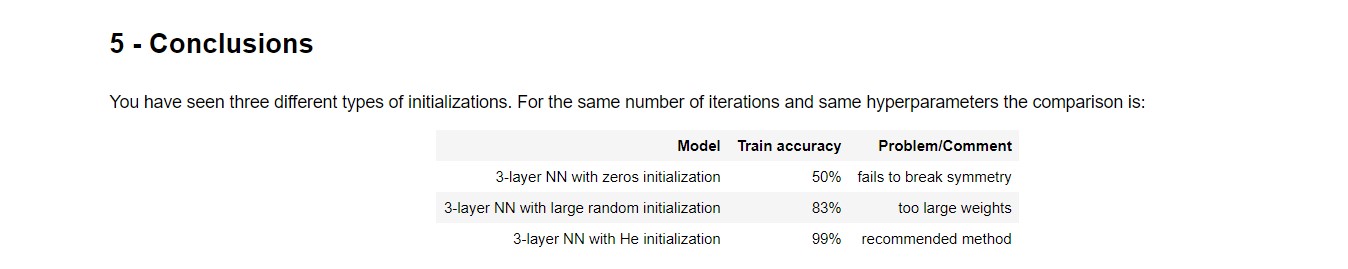 5 - Conclusions
You have seen three different types of initializations. For the same number of iterations and same hyperparameters the comparison is:
Model Train accuracy Problem/Comment
3-layer NN with zeros initialization 50% fails to break symmetry
3-layer NN with large random initialization 83% too large weights
3-layer NN with He initialization 99% recommended method